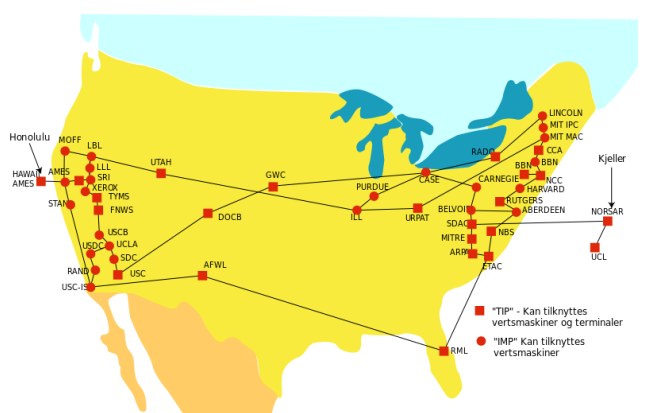 Honolulu
HAWAII
AMES
MOFF
LBL
LLL
AMES
SRI
XEROX
TYMS
STAN
FNWS
USCB
USDC
UCLA
SDC
RAND
USC
USC-IS
UTAH
DOCB
GWC
AFWL
PURDUE
ILL
URPAT
CASE
RADC
LINCOLN
MIT IPC
MIT MAC
CCA
BBN
BBN
NCC
HARVARD
CARNEGIE
RUTGERS
BELVOI
ABERDEEN
SDAC
NBS
MITRE
ARPA
ETAC
RML
Kjeller
NORSAR
UCL
"TIP" - Kan tilknyttes
vertsmaskiner og terminaler
"IMP" Kan tilknyttes
vertsmaskiner